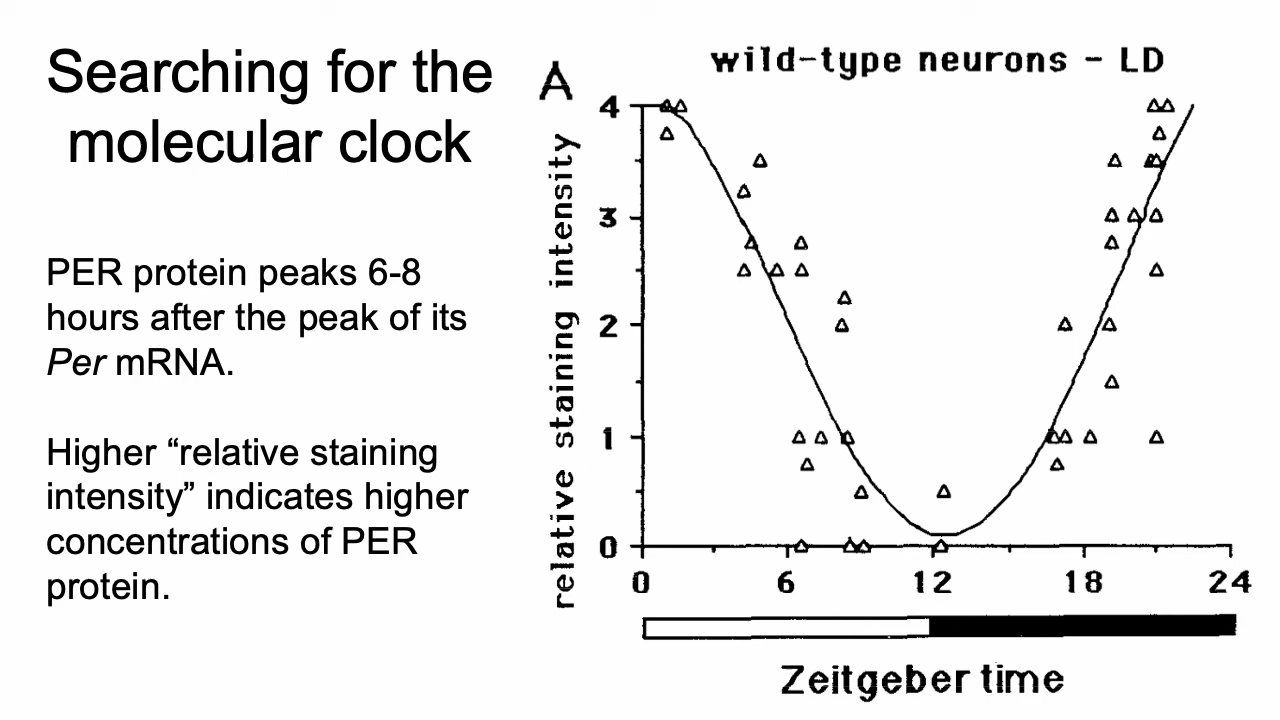 Searching for the
molecular clock
PER protein peaks 6-8
hours after the peak of its
Per mRNA.
Higher “relative staining
intensity” indicates higher
concentrations of PER
protein.
A
wild-type neurons - LD
relative staining intensity
4
3
2
1
0
0 6 12 18 24
Zeitgeber time